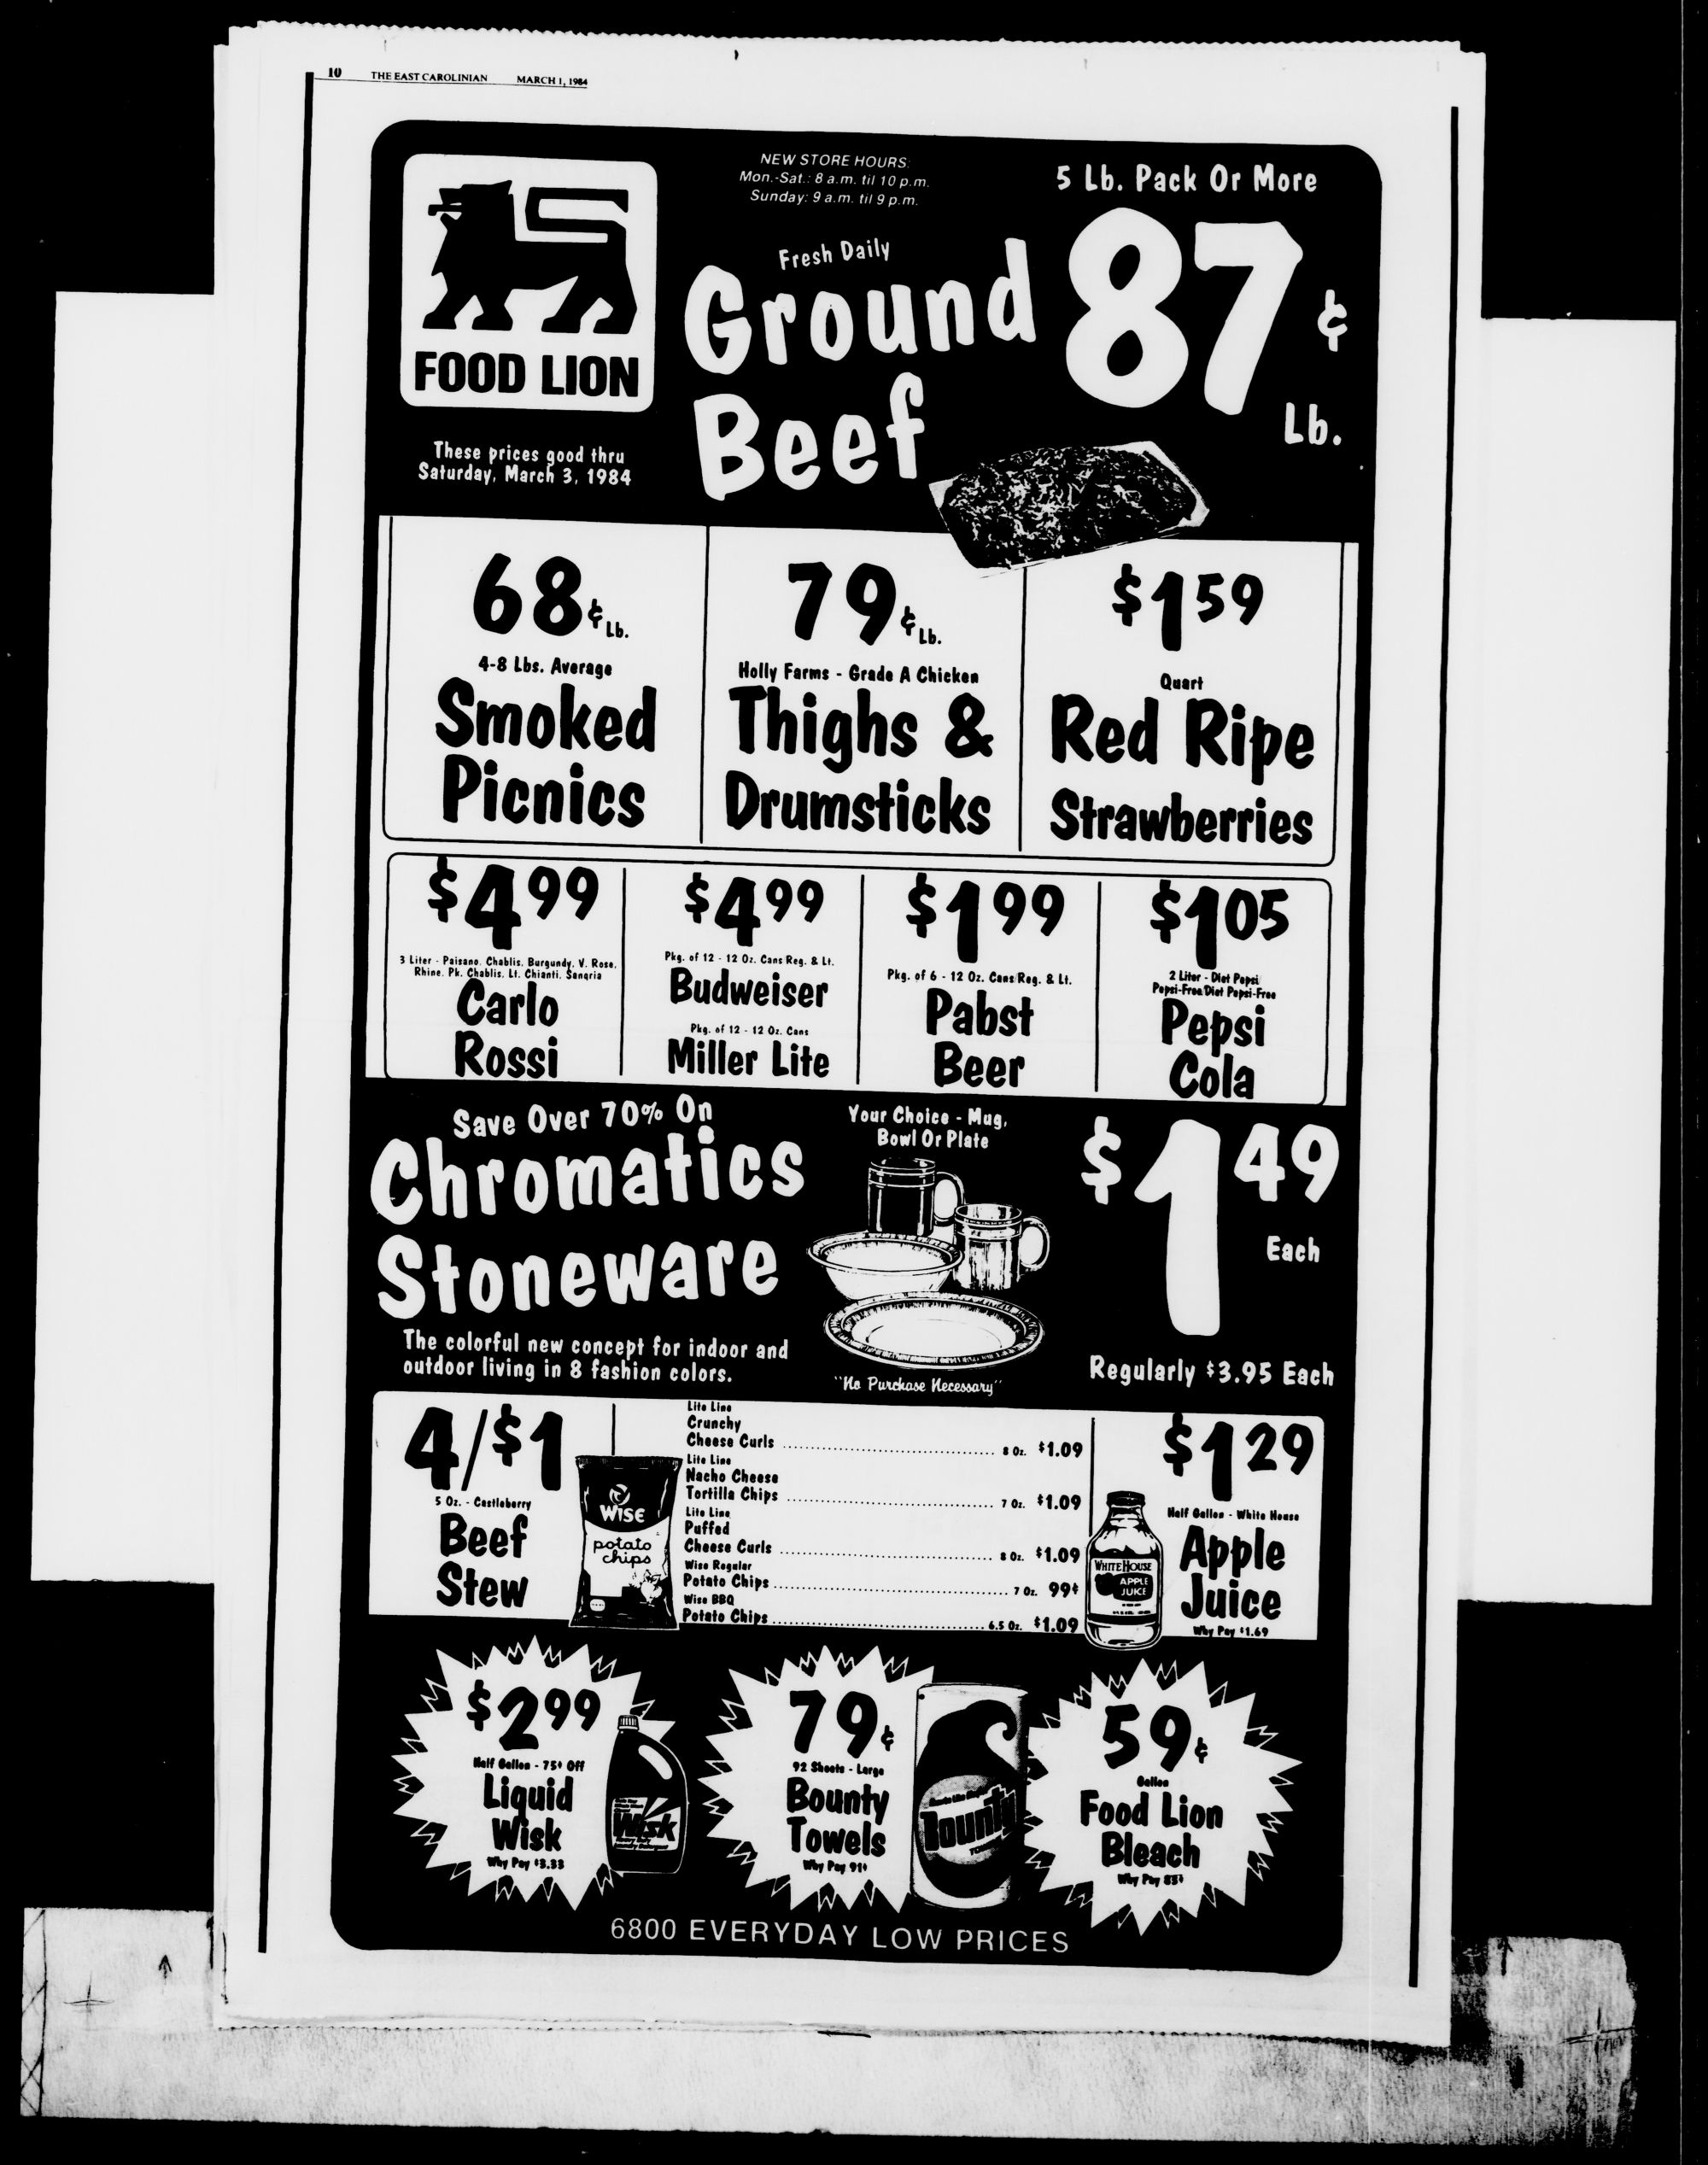 10 THE EAST CAROLINIAN MARCH 1, 1984
FOOD LION
NEW STORE HOURS:
Mon.-Sat.: 8 a.m. til 10 p.m.
Sunday: 9 a.m. til 9 p.m.
5 Lb. Pack Or More
Fresh Daily
Ground
Beef
87¢
Lb.
These prices good thru
Saturday, March 3, 1984
68¢ Lb.
4-8 Lbs. Average
Smoked
Picnics
79¢ Lb.
Holly Farms - Grade A Chicken
Thighs &
Drumsticks
$1 59
Quart
Red Ripe
Strawberries
$4 99
3 Liter - Paisano, Chablis, Burgundy, V. Rose,
Rhine, Pk. Chablis, Lt. Chianti, Sangria
Carlo
Rossi
$4 99
Pkg. of 12 - 12 Oz. Cans Reg. & Lt.
Budweiser
Pkg. of 12 - 12 Oz. Cans
Miller Lite
$1 99
Pkg. of 6 - 12 Oz. Cans/Reg. & Lt.
Pabst
Beer
$1 05
2 Liter - Diet Pepsi
Pepsi-Free/Diet Pepsi-Free
Pepsi
Cola
Save Over 70% On
Chromatics
Stoneware
The colorful new concept for indoor and
outdoor living in 8 fashion colors.
Your Choice - Mug,
Bowl Or Plate
"No Purchase Necessary"
$1 49
Each
Regularly $3.95 Each
4/$1
5 Oz. - Castleberry
Beef
Stew
WISE
potato
chips
Lite Line
Crunchy
Cheese Curls ........ 8 Oz. $1.09
Lite Line
Nacho Cheese
Tortilla Chips ........ 7 Oz. $1.09
Lite Line
Puffed
Cheese Curls ........ 8 Oz. $1.09
Wise Regular
Potato Chips ........ 7 Oz. 99¢
Wise BBQ
Potato Chips ........ 6.5 Oz. $1.09
WHITE HOUSE
APPLE
JUICE
$1 29
Half Gallon - White House
Apple
Juice
Why Pay $1.69
$2 99
Half Gallon - 75¢ Off
Liquid
Wisk
Why Pay $3.33
Wisk
79¢
92 Sheets - Large
Bounty
Towels
Why Pay 91¢
Bounty
59¢
Gallon
Food Lion
Bleach
Why Pay 83¢
6800 EVERYDAY LOW PRICES